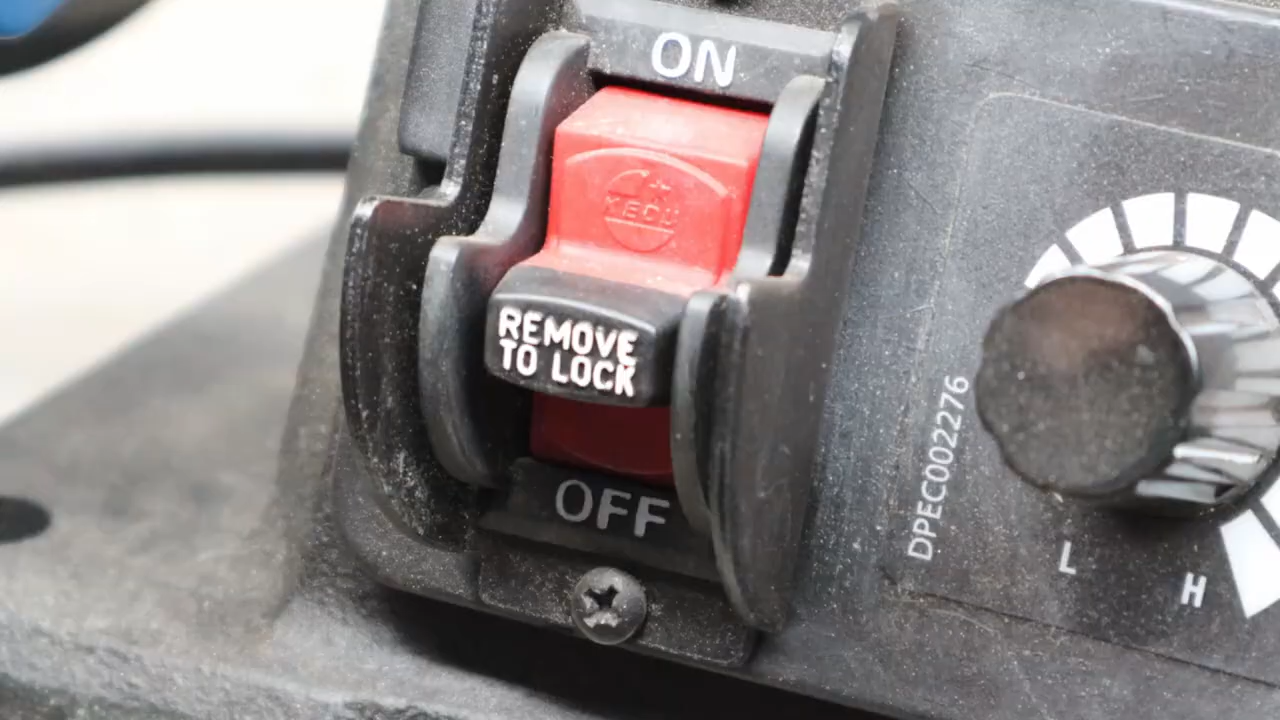 ON
KEDU
REMOVE
TO LOCK
OFF
DPEC002276
L
H